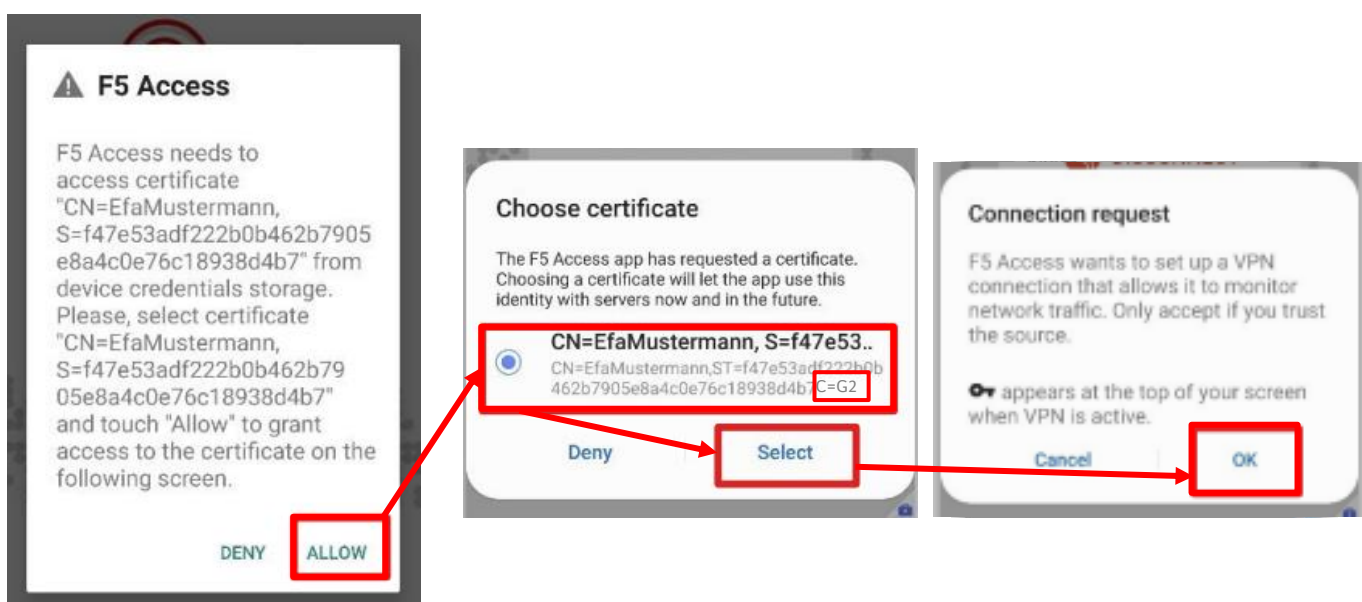 F5 Access
F5 Access needs to
access certificate
"CN=EfaMustermann,
S=f47e53adf222b0b462b7905
e8a4c0e76c18938d4b7" from
device credentials storage.
Please, select certificate
"CN=EfaMustermann,
S=f47e53adf222b0b462b79
05e8a4c0e76c18938d4b7"
and touch "Allow" to grant
access to the certificate on the
following screen.
DENY ALLOW
Choose certificate
The F5 Access app has requested a certificate.
Choosing a certificate will let the app use this
identity with servers now and in the future.
CN=EfaMustermann, S=f47e53..
CN=EfaMustermann,ST=f47e53adf222b0b
462b7905e8a4c0e76c18938d4b7C=G2
Deny Select
Connection request
F5 Access wants to set up a VPN
connection that allows it to monitor
network traffic. Only accept if you trust
the source.
appears at the top of your screen
when VPN is active.
Cancel OK